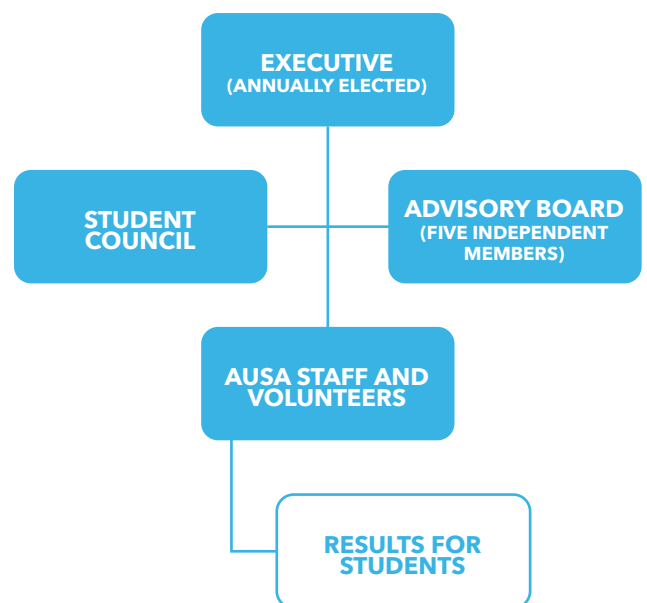 EXECUTIVE
(ANNUALLY ELECTED)
STUDENT
COUNCIL
ADVISORY BOARD
(FIVE INDEPENDENT
MEMBERS)
AUSA STAFF AND
VOLUNTEERS
RESULTS FOR
STUDENTS